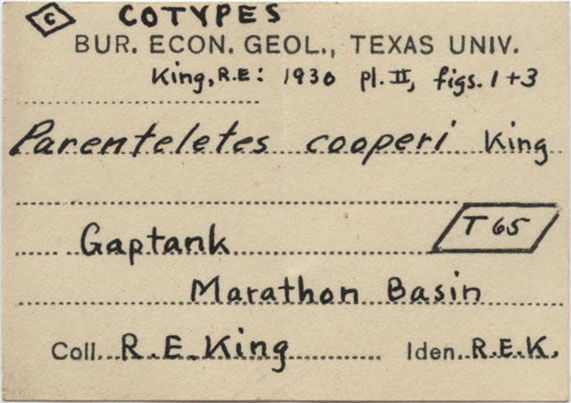 C COTYPES
BUR. ECON. GEOL., TEXAS UNIV.
King, R.E: 1930 pl. II, figs. 1+3
Parenteletes cooperi King
T 65
Gaptank
Marathon Basin
Coll. R.E. King Iden. R.E.K.